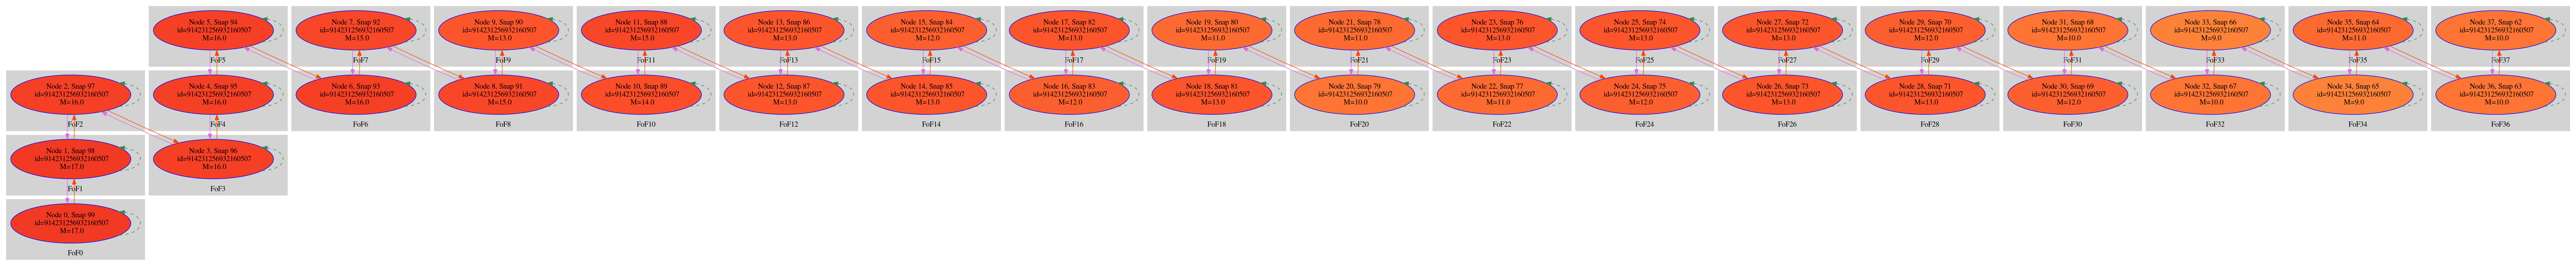 Node 5, Snap 94
id=914231256932160507
M=16.0
FoF5
Node 7, Snap 92
id=914231256932160507
M=15.0
FoF7
Node 9, Snap 90
id=914231256932160507
M=13.0
FoF9
Node 11, Snap 88
id=914231256932160507
M=15.0
FoF11
Node 13, Snap 86
id=914231256932160507
M=13.0
FoF13
Node 15, Snap 84
id=914231256932160507
M=12.0
FoF15
Node 17, Snap 82
id=914231256932160507
M=13.0
FoF17
Node 19, Snap 80
id=914231256932160507
M=11.0
FoF19
Node 21, Snap 78
id=914231256932160507
M=11.0
FoF21
Node 23, Snap 76
id=914231256932160507
M=13.0
FoF23
Node 25, Snap 74
id=914231256932160507
M=13.0
FoF25
Node 27, Snap 72
id=914231256932160507
M=13.0
FoF27
Node 29, Snap 70
id=914231256932160507
M=12.0
FoF29
Node 31, Snap 68
id=914231256932160507
M=10.0
FoF31
Node 33, Snap 66
id=914231256932160507
M=9.0
FoF33
Node 35, Snap 64
id=914231256932160507
M=11.0
FoF35
Node 37, Snap 62
id=914231256932160507
M=10.0
FoF37
Node 2, Snap 97
id=914231256932160507
M=16.0
FoF2
Node 4, Snap 95
id=914231256932160507
M=16.0
FoF4
Node 6, Snap 93
id=914231256932160507
M=16.0
FoF6
Node 8, Snap 91
id=914231256932160507
M=15.0
FoF8
Node 10, Snap 89
id=914231256932160507
M=14.0
FoF10
Node 12, Snap 87
id=914231256932160507
M=13.0
FoF12
Node 14, Snap 85
id=914231256932160507
M=13.0
FoF14
Node 16, Snap 83
id=914231256932160507
M=12.0
FoF16
Node 18, Snap 81
id=914231256932160507
M=13.0
FoF18
Node 20, Snap 79
id=914231256932160507
M=10.0
FoF20
Node 22, Snap 77
id=914231256932160507
M=11.0
FoF22
Node 24, Snap 75
id=914231256932160507
M=12.0
FoF24
Node 26, Snap 73
id=914231256932160507
M=13.0
FoF26
Node 28, Snap 71
id=914231256932160507
M=13.0
FoF28
Node 30, Snap 69
id=914231256932160507
M=12.0
FoF30
Node 32, Snap 67
id=914231256932160507
M=10.0
FoF32
Node 34, Snap 65
id=914231256932160507
M=9.0
FoF34
Node 36, Snap 63
id=914231256932160507
M=10.0
FoF36
Node 1, Snap 98
id=914231256932160507
M=17.0
FoF1
Node 3, Snap 96
id=914231256932160507
M=16.0
FoF3
Node 0, Snap 99
id=914231256932160507
M=17.0
FoF0